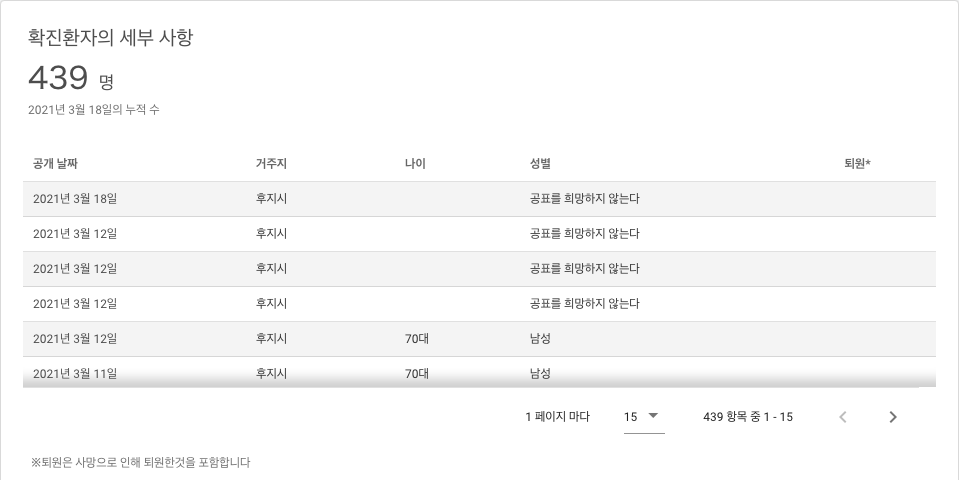 확진환자의 세부 사항
439 명
2021년 3월 18일의 누적 수
공개 날짜 거주지 나이 성별 퇴원*
2021년 3월 18일 후지시 공표를 희망하지 않는다
2021년 3월 12일 후지시 공표를 희망하지 않는다
2021년 3월 12일 후지시 공표를 희망하지 않는다
2021년 3월 12일 후지시 공표를 희망하지 않는다
2021년 3월 12일 후지시 70대 남성
2021년 3월 11일 후지시 70대 남성
1 페이지 마다 15 439 항목 중 1 - 15
※퇴원은 사망으로 인해 퇴원한것을 포함합니다